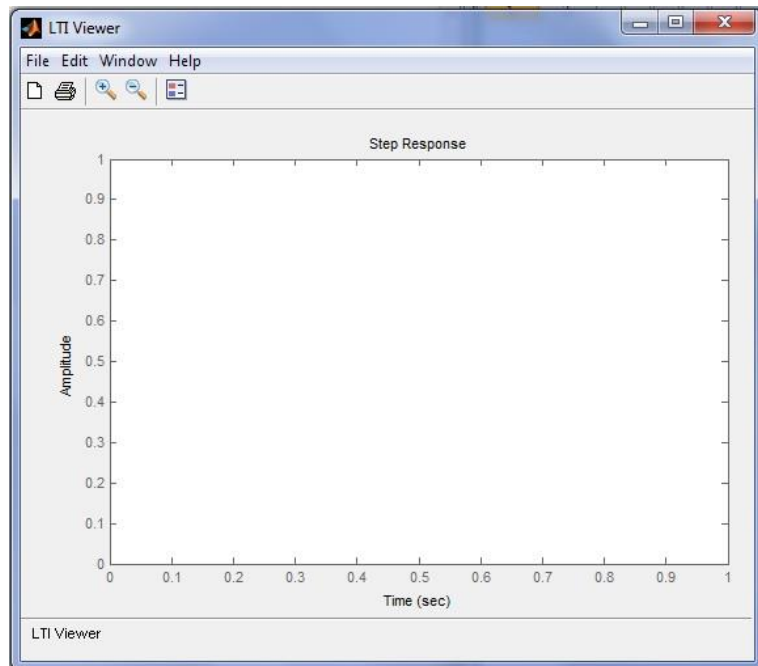 LTI Viewer
File Edit Window Help
Step Response
1
0.9
0.8
0.7
0.6
0.5
0.4
0.3
0.2
0.1
0
Amplitude
0 0.1 0.2 0.3 0.4 0.5 0.6 0.7 0.8 0.9 1
Time (sec)
LTI Viewer